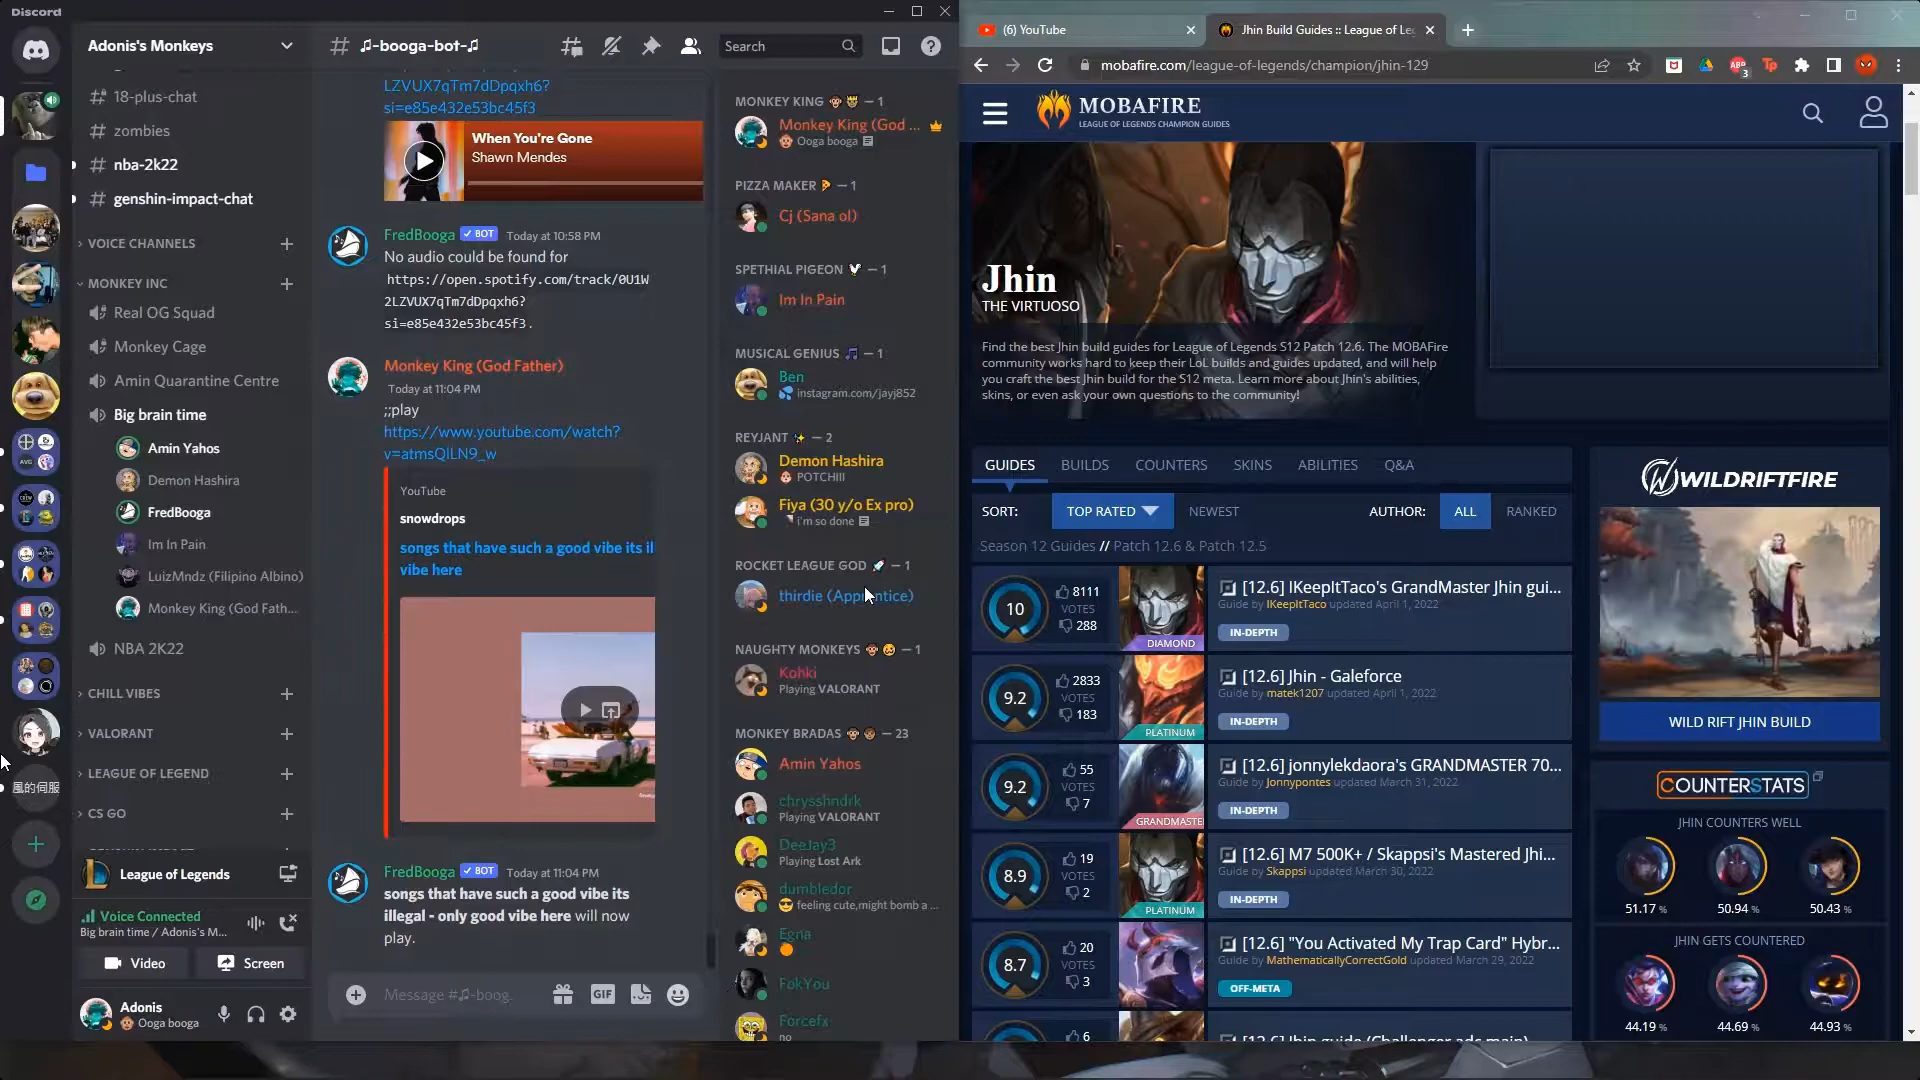 Discord
Adonis's Monkeys
18-plus-chat
zombies
nba-2k22
genshin-impact-chat
VOICE CHANNELS
MONKEY INC
Real OG Squad
Monkey Cage
Amin Quarantine Centre
Big brain time
Amin Yahos
Demon Hashira
FredBooga
Im In Pain
LuizMndz (Filipino Albino)
Monkey King (God Fath...
NBA 2K22
CHILL VIBES
VALORANT
LEAGUE OF LEGEND
CS GO
風的伺服
AVG
League of Legends
Voice Connected
Big brain time / Adonis's M...
Video
Screen
Adonis
Ooga booga
# ♫-booga-bot-♫
Search
LZVUX7qTm7dDpqxh6?
si=e85e432e53bc45f3
When You're Gone
Shawn Mendes
FredBooga ✓ BOT Today at 10:58 PM
No audio could be found for
https://open.spotify.com/track/0U1W
2LZVUX7qTm7dDpqxh6?
si=e85e432e53bc45f3.
Monkey King (God Father)
Today at 11:04 PM
;;play
https://www.youtube.com/watch?
v=atmsQlLN9_w
YouTube
snowdrops
songs that have such a good vibe its il
vibe here
FredBooga ✓ BOT Today at 11:04 PM
songs that have such a good vibe its
illegal - only good vibe here will now
play.
Message #♫-boog.
GIF
MONKEY KING 🐵 👑 — 1
Monkey King (God ...
🐵 Ooga booga
PIZZA MAKER 🍕 — 1
Cj (Sana ol)
SPETHIAL PIGEON — 1
Im In Pain
MUSICAL GENIUS 🎵 — 1
Ben
💦 instagram.com/jayj852
REYJANT ✨ — 2
Demon Hashira
POTCHIII
Fiya (30 y/o Ex pro)
i'm so done
ROCKET LEAGUE GOD 🚀 — 1
thirdie (Apprentice)
NAUGHTY MONKEYS — 1
Kohki
Playing VALORANT
MONKEY BRADAS — 23
Amin Yahos
chrysshndrk
Playing VALORANT
DeeJay3
Playing Lost Ark
dumbledor
😎 feeling cute,might bomb a ...
Egna
🍊
FokYou
Forcefx
no
(6) YouTube
Jhin Build Guides :: League of Leg
mobafire.com/league-of-legends/champion/jhin-129
ABP
3
Tp
MOBAFIRE
LEAGUE OF LEGENDS CHAMPION GUIDES
Jhin
THE VIRTUOSO
Find the best Jhin build guides for League of Legends S12 Patch 12.6. The MOBAFire
community works hard to keep their LoL builds and guides updated, and will help
you craft the best Jhin build for the S12 meta. Learn more about Jhin's abilities,
skins, or even ask your own questions to the community!
GUIDES
BUILDS
COUNTERS
SKINS
ABILITIES
Q&A
SORT:
TOP RATED
NEWEST
AUTHOR:
ALL
RANKED
Season 12 Guides // Patch 12.6 & Patch 12.5
10
8111
VOTES
288
DIAMOND
[12.6] IKeepItTaco's GrandMaster Jhin gui...
Guide by IKeepItTaco updated April 1, 2022
IN-DEPTH
9.2
2833
VOTES
183
PLATINUM
[12.6] Jhin - Galeforce
Guide by matek1207 updated April 1, 2022
IN-DEPTH
9.2
55
VOTES
7
GRANDMASTE
[12.6] jonnylekdaora's GRANDMASTER 70...
Guide by Jonnypontes updated March 31, 2022
IN-DEPTH
8.9
19
VOTES
2
PLATINUM
[12.6] M7 500K+ / Skappsi's Mastered Jhi...
Guide by Skappsi updated March 30, 2022
IN-DEPTH
8.7
20
VOTES
3
[12.6] "You Activated My Trap Card" Hybr...
Guide by MathematicallyCorrectGold updated March 29, 2022
OFF-META
6
[12.6] Jhin guide (Challenger adc main)
WILDRIFTFIRE
WILD RIFT JHIN BUILD
COUNTERSTATS
JHIN COUNTERS WELL
51.17 %
50.94 %
50.43 %
JHIN GETS COUNTERED
44.19 %
44.69 %
44.93 %